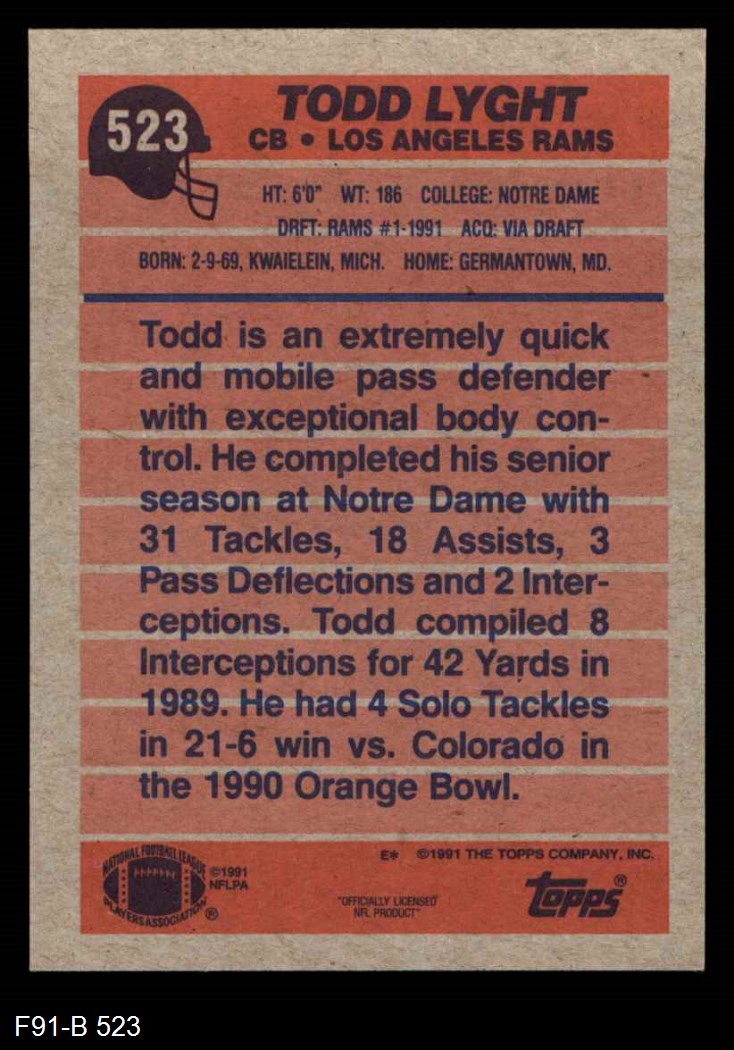 523
TODD LYGHT
CB • LOS ANGELES RAMS
HT: 6'0" WT: 186 COLLEGE: NOTRE DAME
DRFT: RAMS #1-1991 ACQ: VIA DRAFT
BORN: 2-9-69, KWAIELEIN, MICH. HOME: GERMANTOWN, MD.
Todd is an extremely quick
and mobile pass defender
with exceptional body con-
trol. He completed his senior
season at Notre Dame with
31 Tackles, 18 Assists, 3
Pass Deflections and 2 Inter-
ceptions. Todd compiled 8
Interceptions for 42 Yards in
1989. He had 4 Solo Tackles
in 21-6 win vs. Colorado in
the 1990 Orange Bowl.
E* ©1991 THE TOPPS COMPANY, INC.
NATIONAL FOOTBALL LEAGUE
PLAYERS ASSOCIATION ®
©1991
NFLPA
"OFFICIALLY LICENSED
NFL PRODUCT"
topps®
F91-B 523